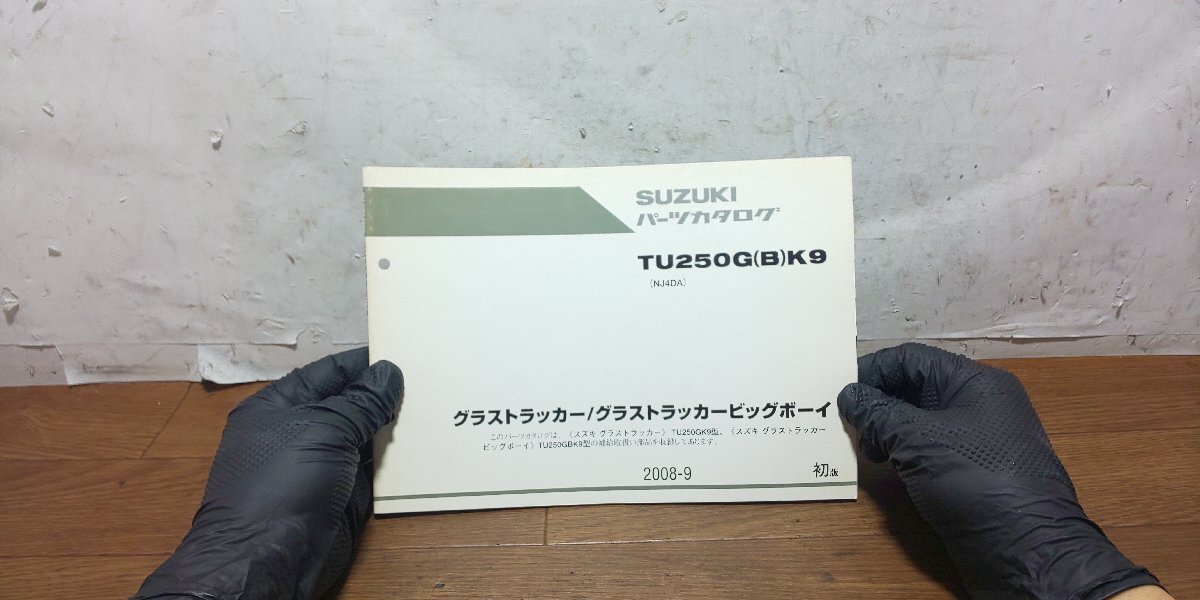 SUZUKI
パーツカタログ
TU250G(B)K9
(NJ4DA)
グラストラッカー/グラストラッカービッグボーイ
このパーツカタログは、（スズキ グラストラッカー） TU250GK9型、（スズキ グラストラッカー
ビッグボーイ）TU250GBK9型の補給取扱い部品を収録してあります。
2008-9
初版